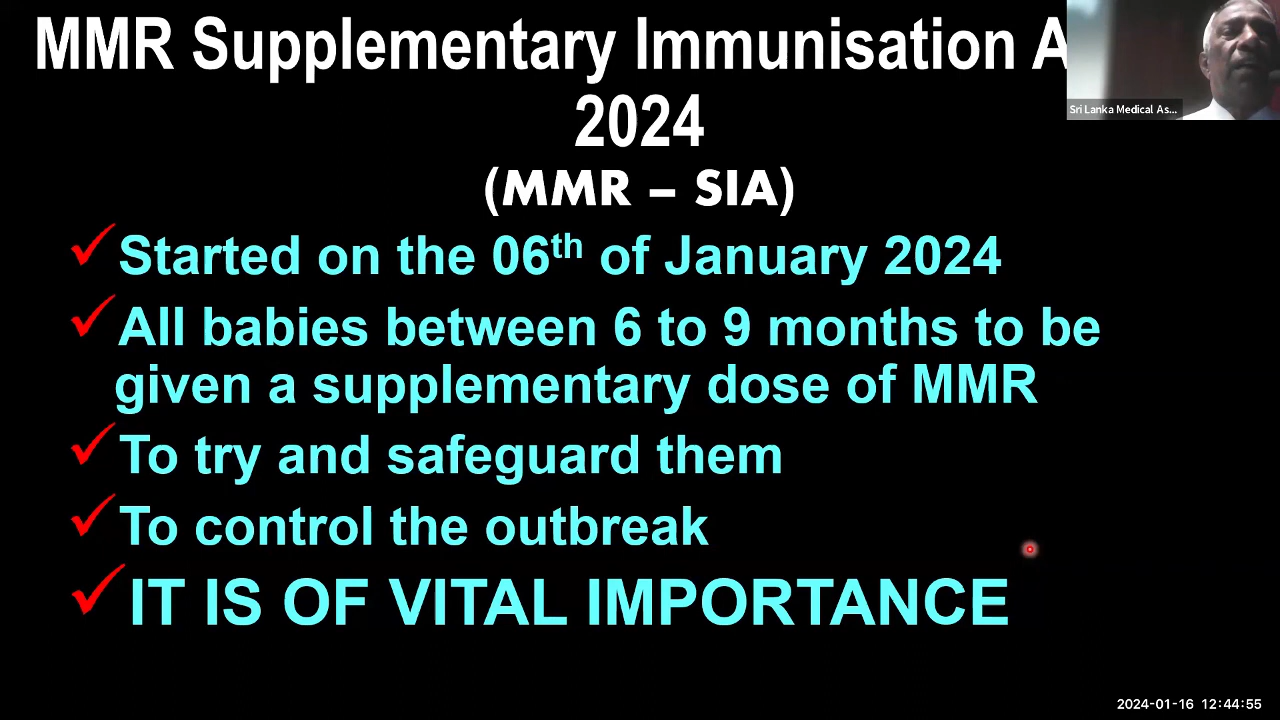 MMR Supplementary Immunisation A
2024
(MMR – SIA)
Sri Lanka Medical As...
✓Started on the 06th of January 2024
✓All babies between 6 to 9 months to be
given a supplementary dose of MMR
✓To try and safeguard them
✓To control the outbreak
✓IT IS OF VITAL IMPORTANCE
2024-01-16 12:44:55